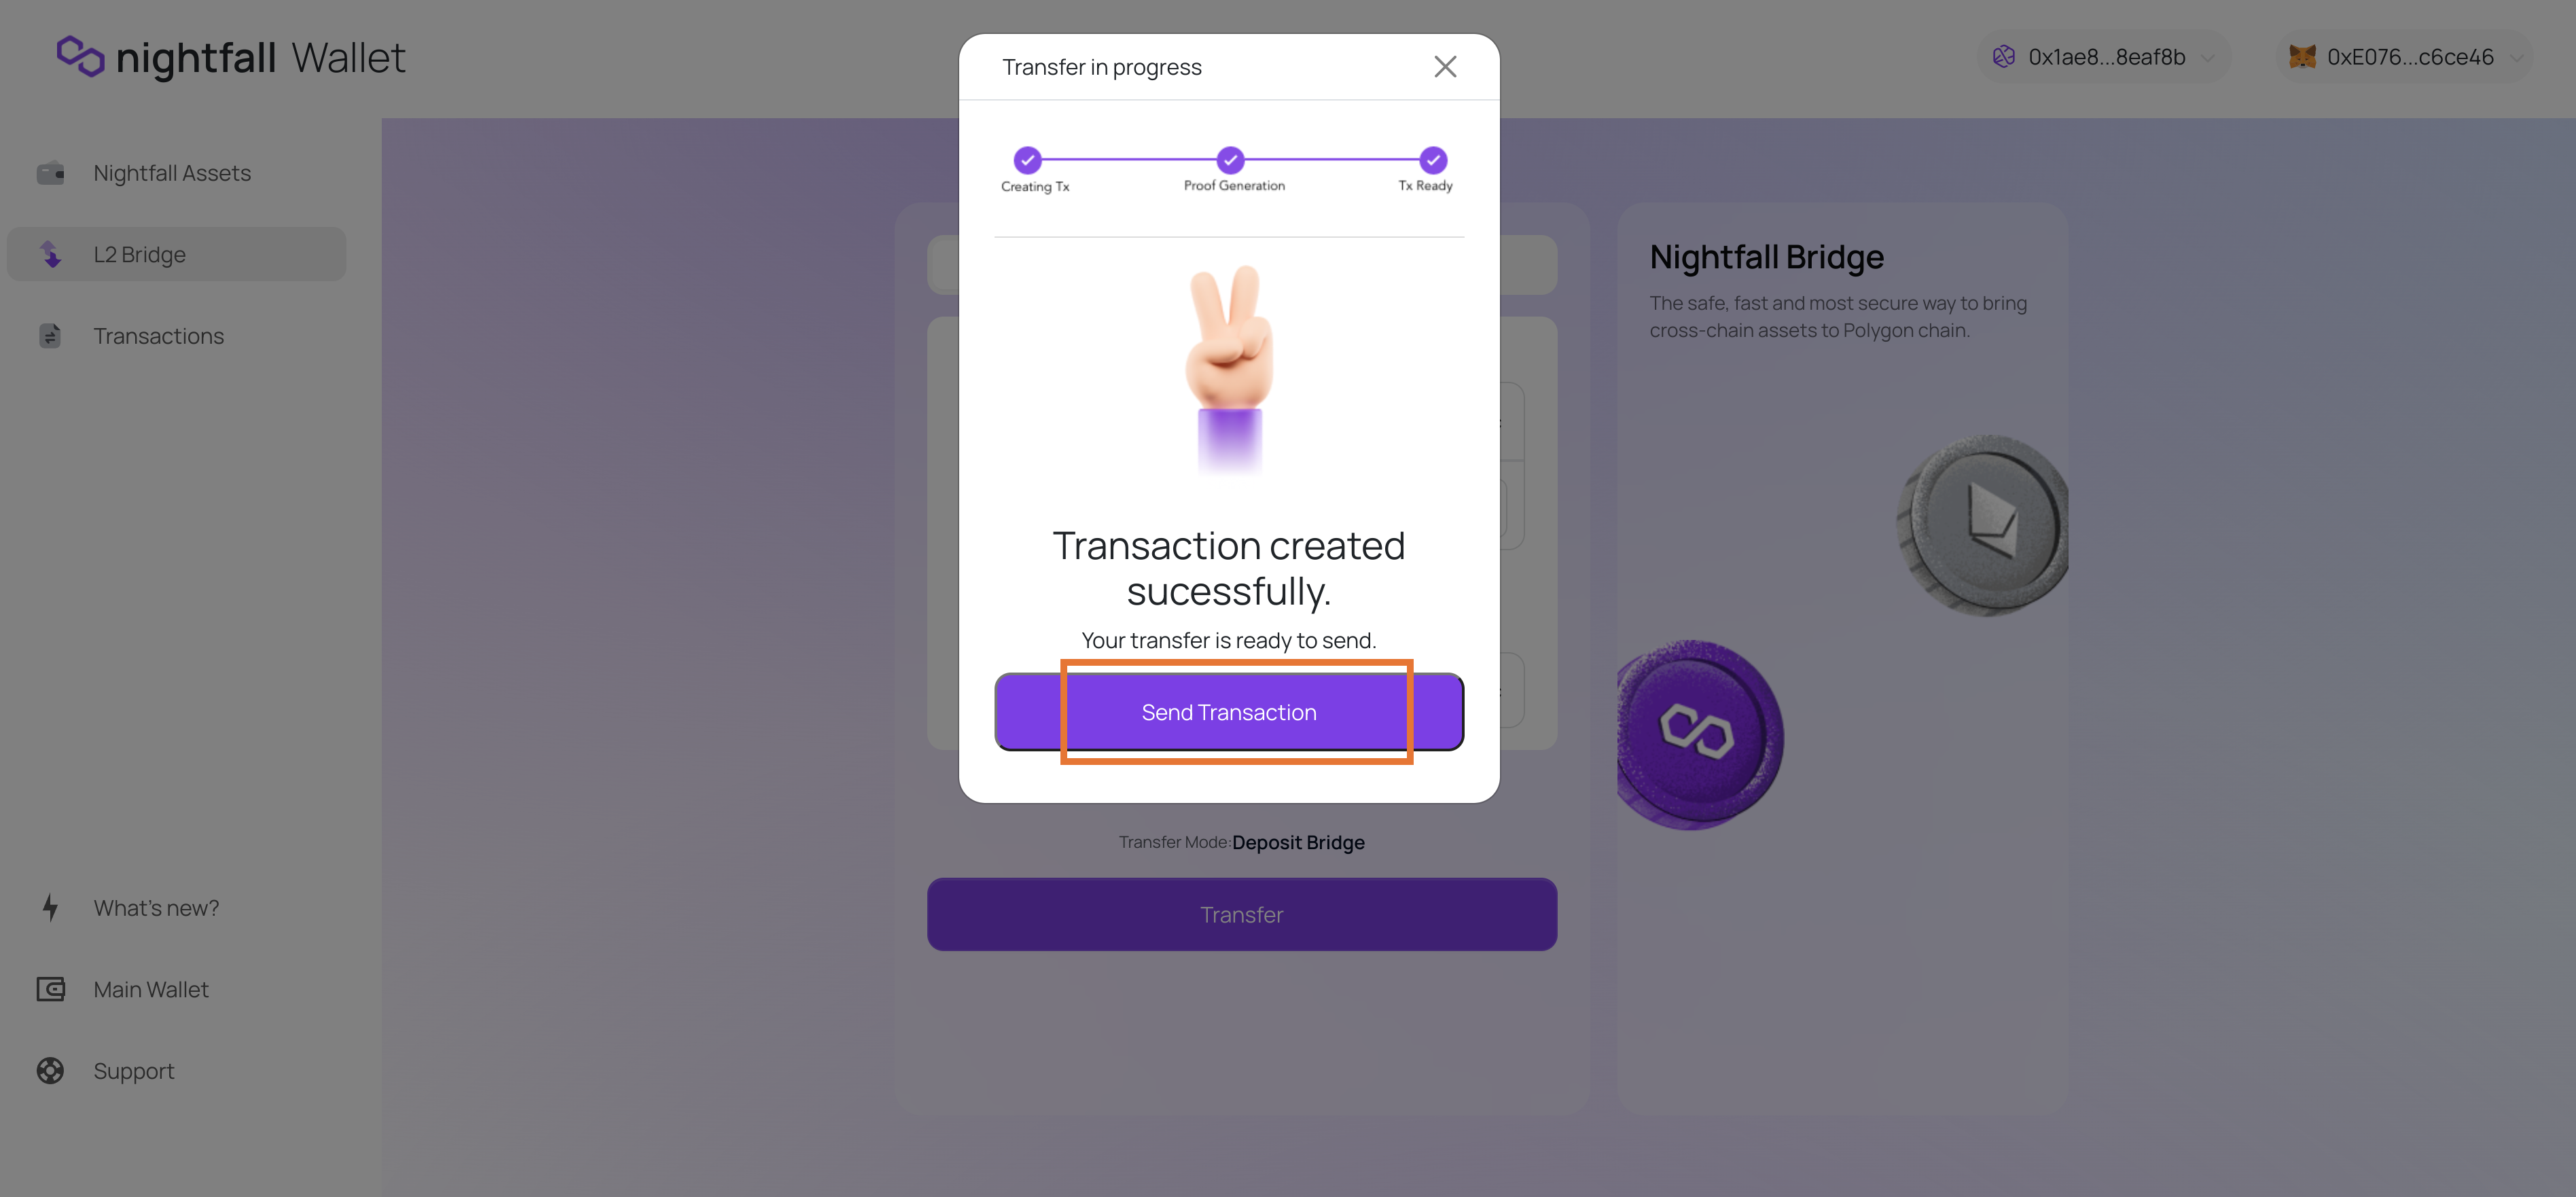 nightfall Wallet
0x1ae8...8eaf8b
0xE076...c6ce46
Nightfall Assets
L2 Bridge
Transactions
What's new?
Main Wallet
Support
Transfer in progress
Creating Tx
Proof Generation
Tx Ready
Transaction created
sucessfully.
Your transfer is ready to send.
Send Transaction
Transfer Mode:Deposit Bridge
Transfer
Nightfall Bridge
The safe, fast and most secure way to bring
cross-chain assets to Polygon chain.